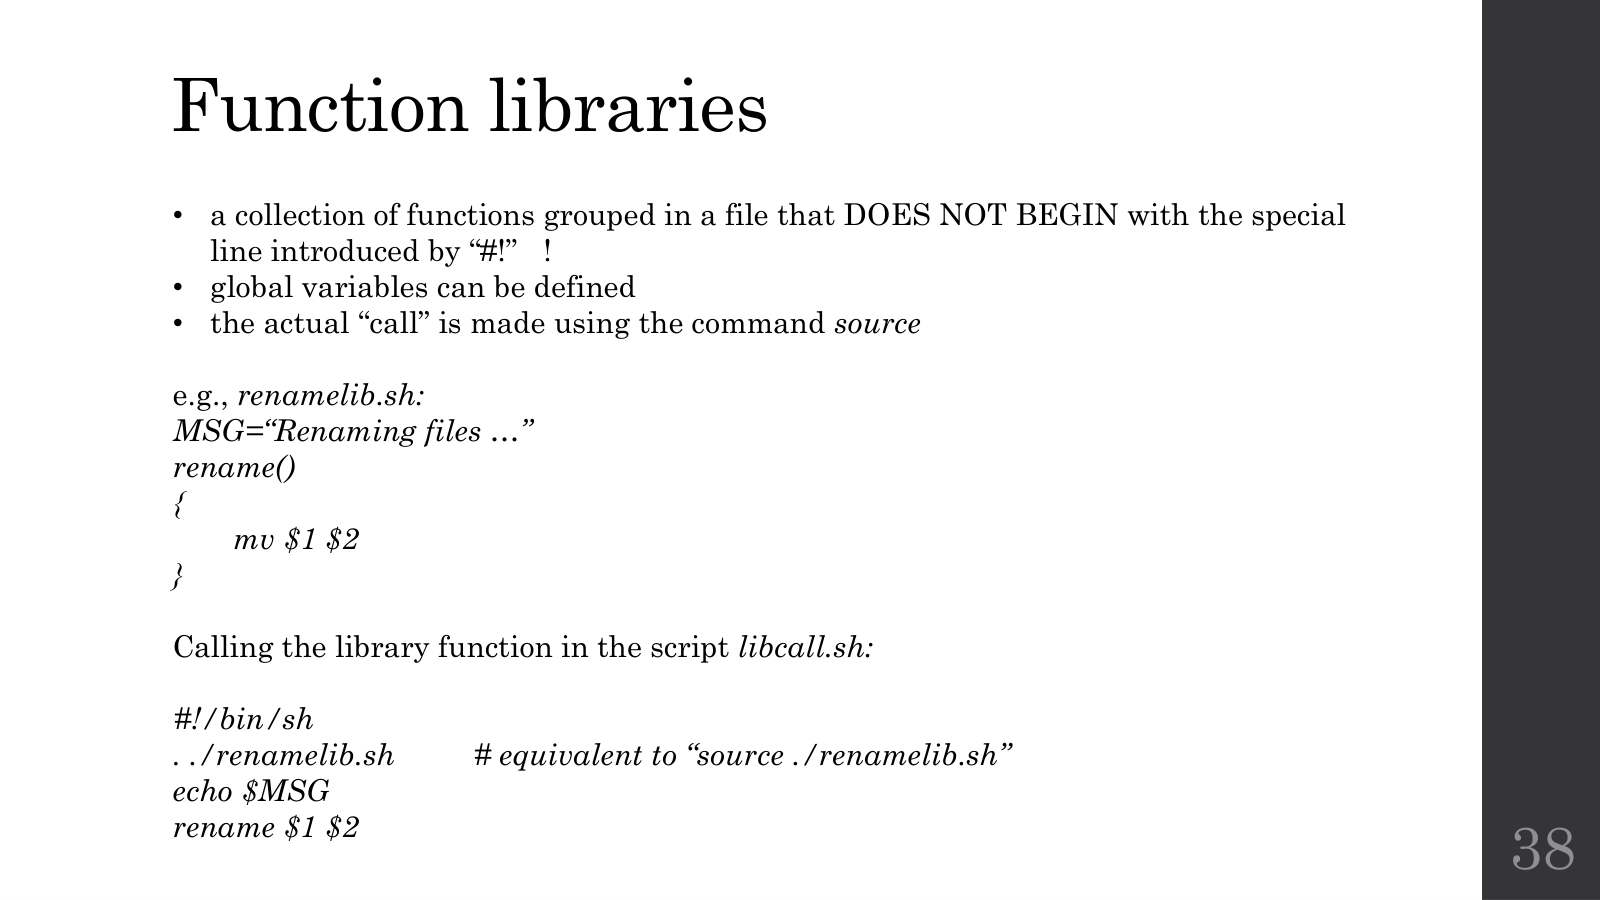 Function libraries
• a collection of functions grouped in a file that DOES NOT BEGIN with the special
line introduced by “#!” !
• global variables can be defined
• the actual “call” is made using the command source
e.g., renamelib.sh:
MSG=“Renaming files …”
rename()
{
mv $1 $2
}
Calling the library function in the script libcall.sh:
#!/bin/sh
. ./renamelib.sh # equivalent to “source ./renamelib.sh”
echo $MSG
rename $1 $2
38